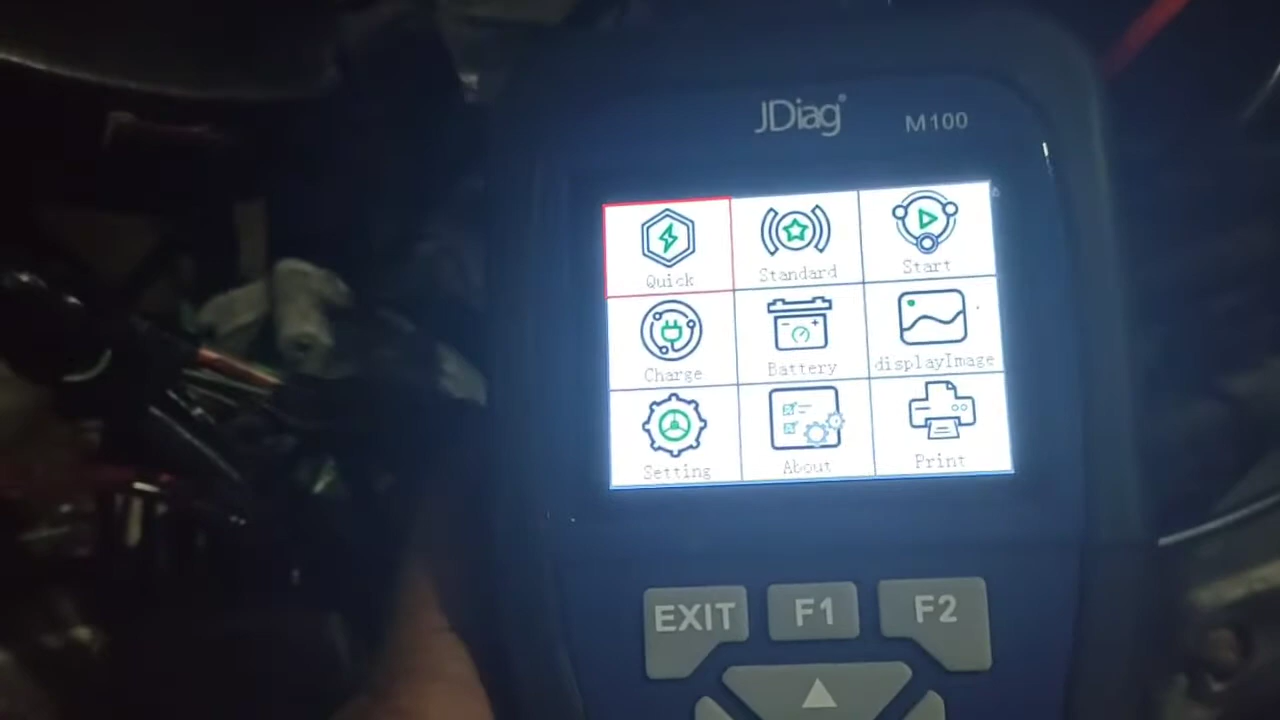 JDiag® M100
Quick Standard Start
Charge Battery displayImage
Setting About Print
EXIT F1 F2